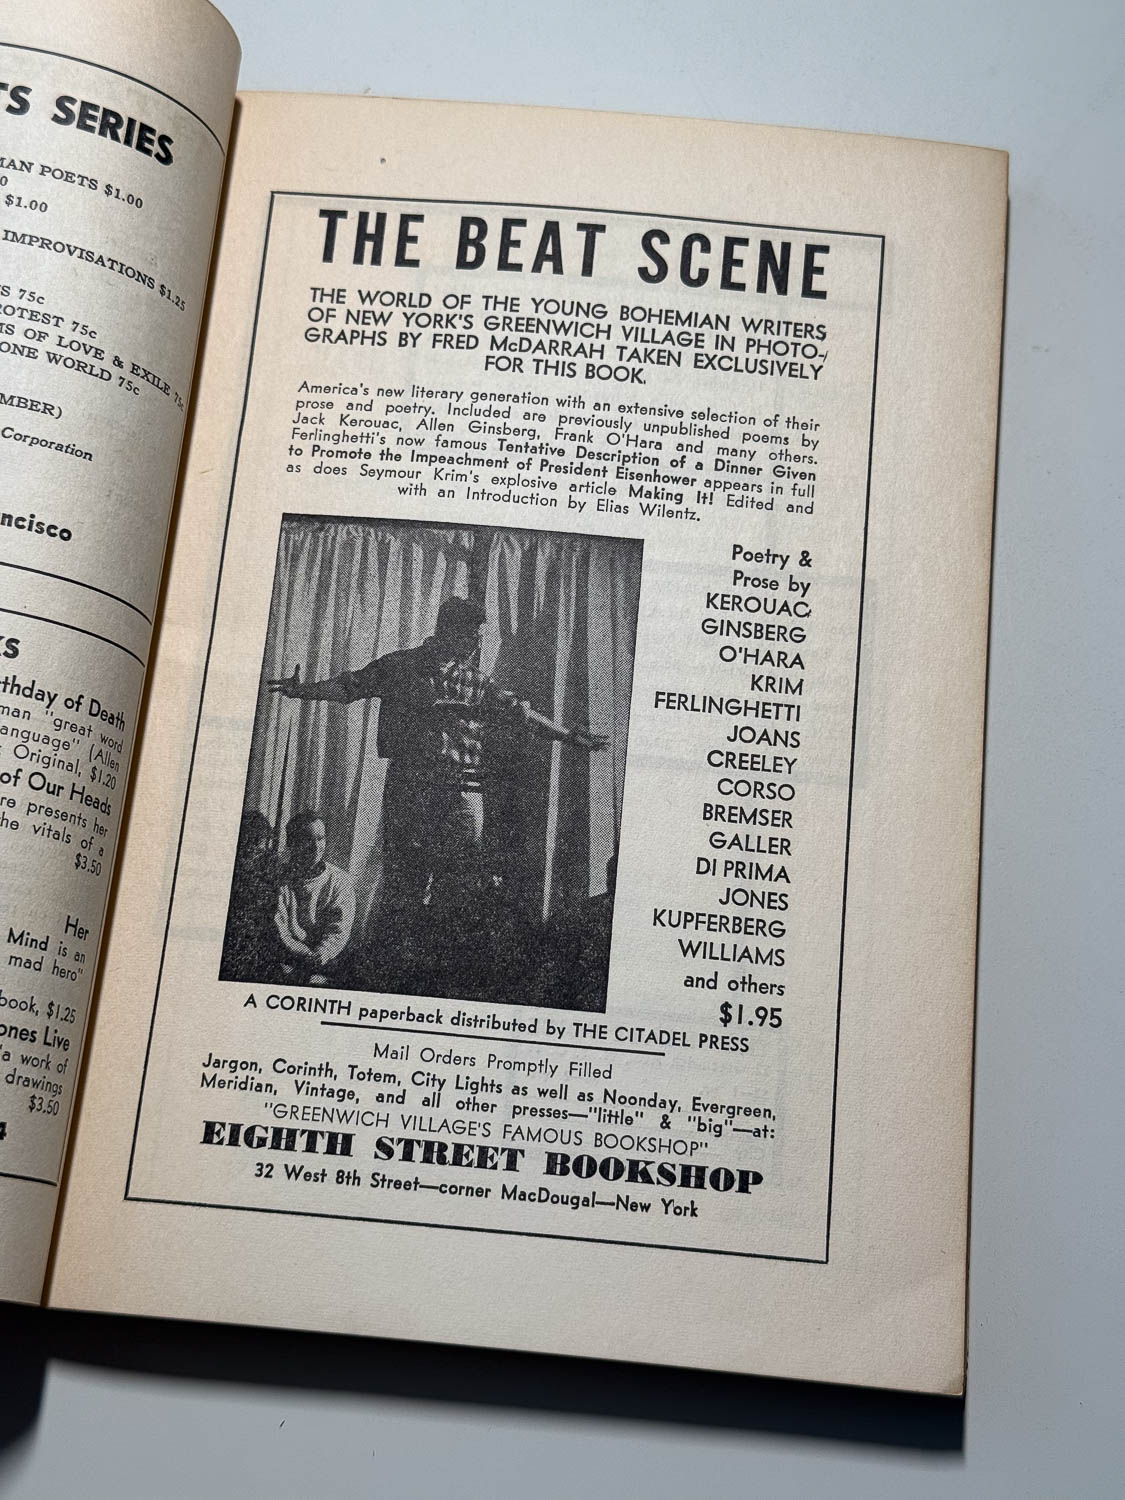 TS SERIES
MAN POETS $1.00
0
$1.00
IMPROVISATIONS $1.25
S 75c
OTEST 75c
MS OF LOVE & EXILE 75c
ONE WORLD 75c
MBER)
Corporation
ncisco
KS
thday of Death
man "great word
anguage" (Allen
Original, $1.20
of Our Heads
re presents her
he vitals of a
$3.50
Her
Mind is an
mad hero"
book, $1.25
ones Live
'a work of
drawings
$3.50
4
THE BEAT SCENE
THE WORLD OF THE YOUNG BOHEMIAN WRITERS
OF NEW YORK'S GREENWICH VILLAGE IN PHOTO-
GRAPHS BY FRED McDARRAH TAKEN EXCLUSIVELY
FOR THIS BOOK.
America's new literary generation with an extensive selection of their
prose and poetry. Included are previously unpublished poems by
Jack Kerouac, Allen Ginsberg, Frank O'Hara and many others.
Ferlinghetti's now famous Tentative Description of a Dinner Given
to Promote the Impeachment of President Eisenhower appears in full
as does Seymour Krim's explosive article Making It! Edited and
with an Introduction by Elias Wilentz.
Poetry &
Prose by
KEROUAC
GINSBERG
O'HARA
KRIM
FERLINGHETTI
JOANS
CREELEY
CORSO
BREMSER
GALLER
DI PRIMA
JONES
KUPFERBERG
WILLIAMS
and others
$1.95
A CORINTH paperback distributed by THE CITADEL PRESS
Mail Orders Promptly Filled
Jargon, Corinth, Totem, City Lights as well as Noonday, Evergreen,
Meridian, Vintage, and all other presses—"little" & "big"—at:
"GREENWICH VILLAGE'S FAMOUS BOOKSHOP"
EIGHTH STREET BOOKSHOP
32 West 8th Street—corner MacDougal—New York